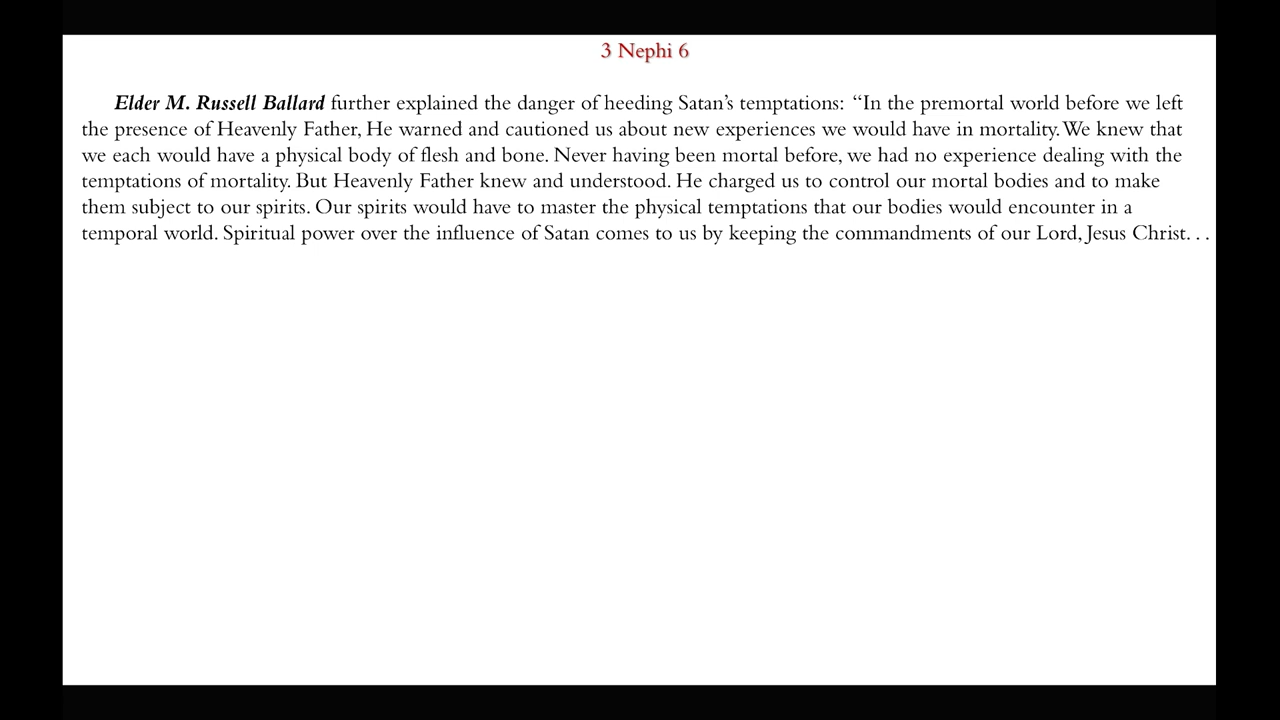 3 Nephi 6
Elder M. Russell Ballard further explained the danger of heeding Satan’s temptations: “In the premortal world before we left
the presence of Heavenly Father, He warned and cautioned us about new experiences we would have in mortality. We knew that
we each would have a physical body of flesh and bone. Never having been mortal before, we had no experience dealing with the
temptations of mortality. But Heavenly Father knew and understood. He charged us to control our mortal bodies and to make
them subject to our spirits. Our spirits would have to master the physical temptations that our bodies would encounter in a
temporal world. Spiritual power over the influence of Satan comes to us by keeping the commandments of our Lord, Jesus Christ. . .